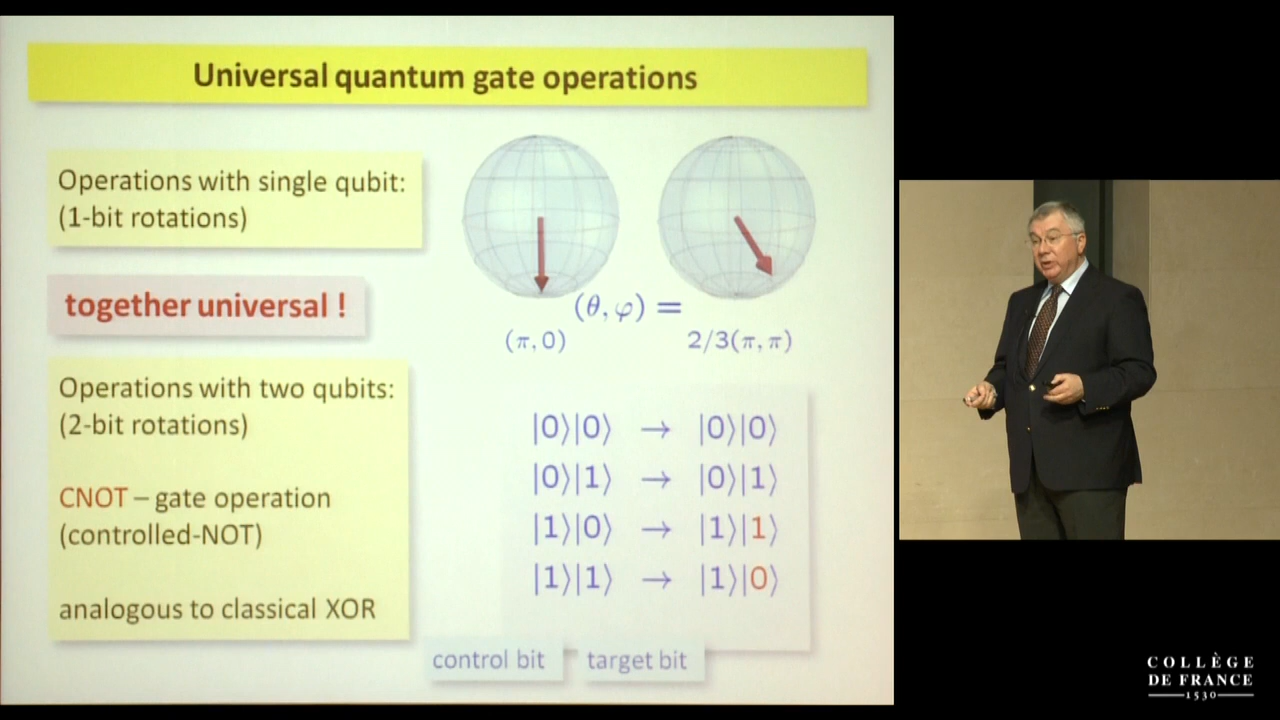 Universal quantum gate operations
Operations with single qubit:
(1-bit rotations)
(θ, φ) =
(π, 0)
2/3(π, π)
together universal !
Operations with two qubits:
(2-bit rotations)
CNOT – gate operation
(controlled-NOT)
analogous to classical XOR
|0⟩|0⟩ → |0⟩|0⟩
|0⟩|1⟩ → |0⟩|1⟩
|1⟩|0⟩ → |1⟩|1⟩
|1⟩|1⟩ → |1⟩|0⟩
control bit
target bit
COLLÈGE
DE FRANCE
1530